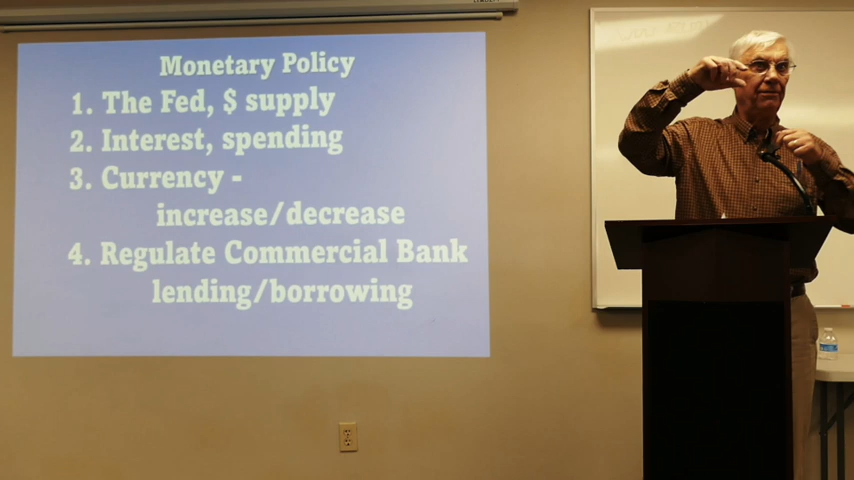 Monetary Policy
1. The Fed, $ supply
2. Interest, spending
3. Currency -
increase/decrease
4. Regulate Commercial Bank
lending/borrowing